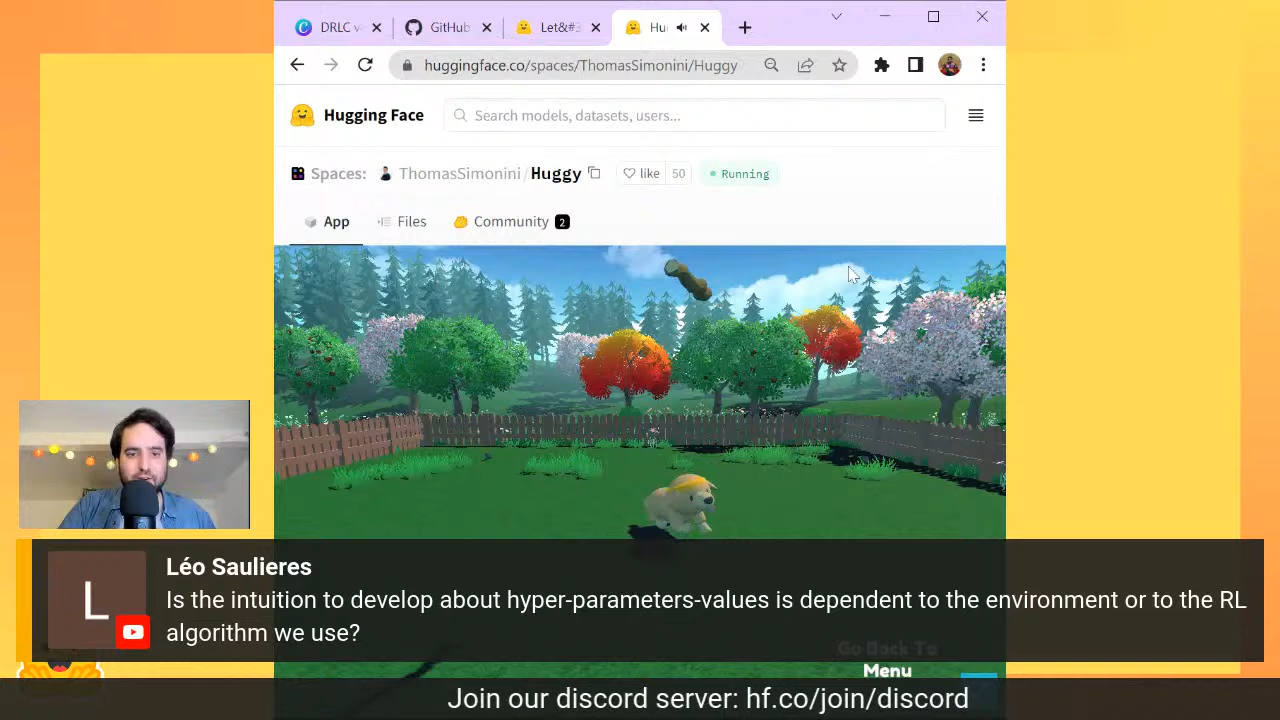 DRLC v
GitHub
Let&#3
Hu
huggingface.co/spaces/ThomasSimonini/Huggy
Hugging Face
Search models, datasets, users...
Spaces: ThomasSimonini/Huggy
like 50
Running
App
Files
Community 2
L
Léo Saulieres
Is the intuition to develop about hyper-parameters-values is dependent to the environment or to the RL
algorithm we use?
Go Back To
Menu
Join our discord server: hf.co/join/discord